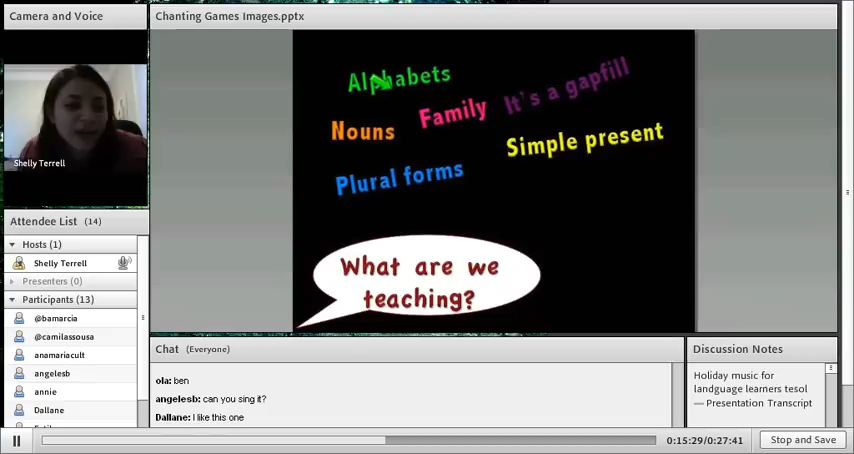 Camera and Voice
Shelly Terrell
Attendee List (14)
Hosts (1)
Shelly Terrell
Presenters (0)
Participants (13)
@bamarcia
@camilassousa
anamariacult
angelesb
annie
Dallane
Chanting Games Images.pptx
Alphabets
It's a gapfill
Family
Nouns
Simple present
Plural forms
What are we
teaching?
Chat (Everyone)
ola: ben
angelesb: can you sing it?
Dallane: I like this one
Discussion Notes
Holiday music for
landguage learners tesol
— Presentation Transcript
0:15:29/0:27:41
Stop and Save